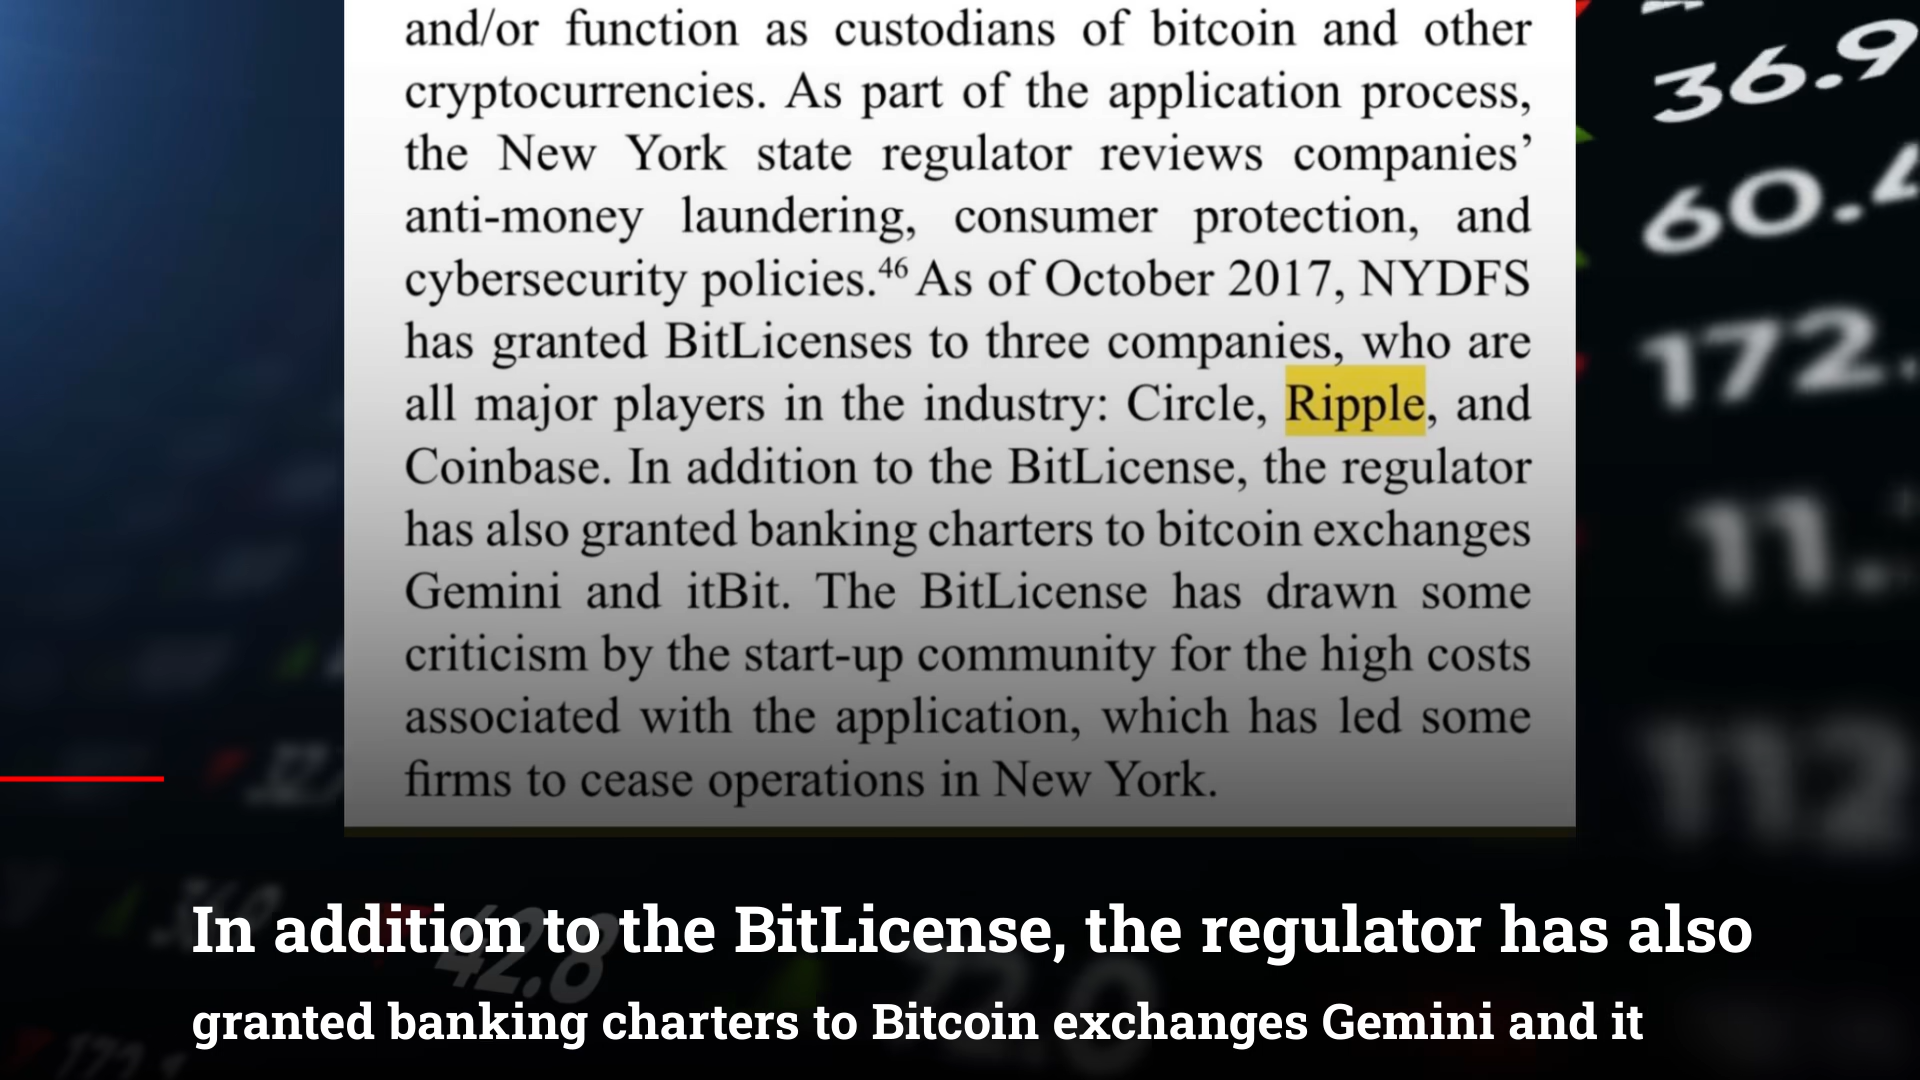 and/or function as custodians of bitcoin and other
cryptocurrencies. As part of the application process,
the New York state regulator reviews companies’
anti-money laundering, consumer protection, and
cybersecurity policies.46 As of October 2017, NYDFS
has granted BitLicenses to three companies, who are
all major players in the industry: Circle, Ripple, and
Coinbase. In addition to the BitLicense, the regulator
has also granted banking charters to bitcoin exchanges
Gemini and itBit. The BitLicense has drawn some
criticism by the start-up community for the high costs
associated with the application, which has led some
firms to cease operations in New York.
36.9
60.4
172.
11.
112
42.8
In addition to the BitLicense, the regulator has also
granted banking charters to Bitcoin exchanges Gemini and it